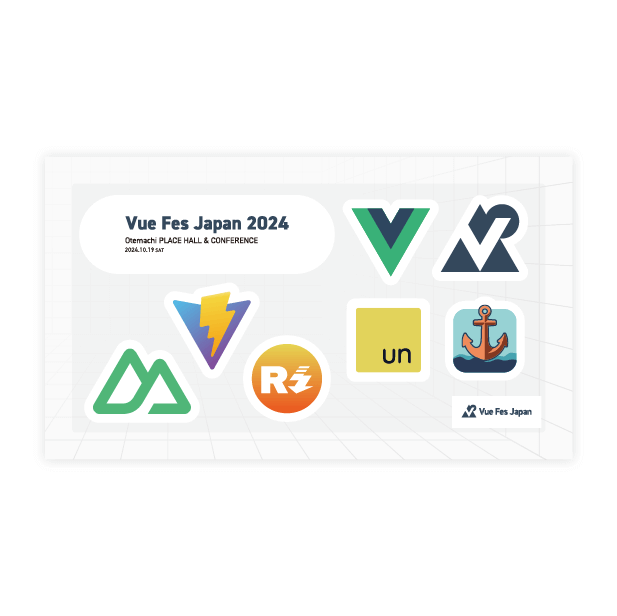 Vue Fes Japan 2024
Otemachi PLACE HALL & CONFERENCE
2024.10.19 SAT
R
un
Vue Fes Japan